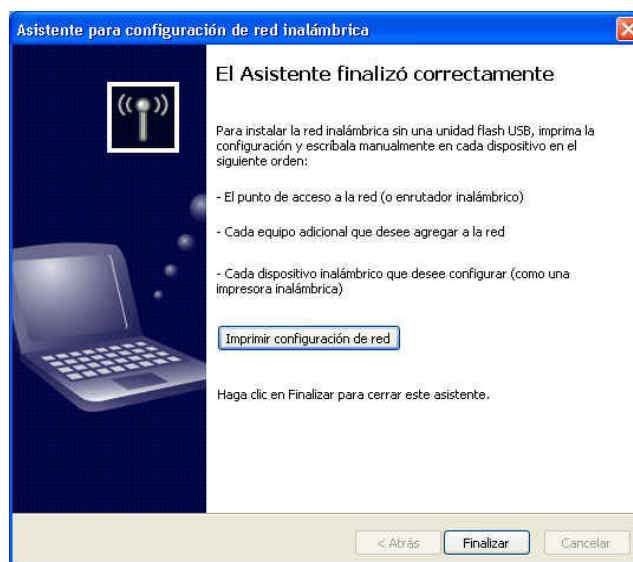 Asistente para configuración de red inalámbrica
El Asistente finalizó correctamente
Para instalar la red inalámbrica sin una unidad flash USB, imprima la
configuración y escríbala manualmente en cada dispositivo en el
siguiente orden:
- El punto de acceso a la red (o enrutador inalámbrico)
- Cada equipo adicional que desee agregar a la red
- Cada dispositivo inalámbrico que desee configurar (como una
impresora inalámbrica)
Imprimir configuración de red
Haga clic en Finalizar para cerrar este asistente.
< Atrás Finalizar Cancelar